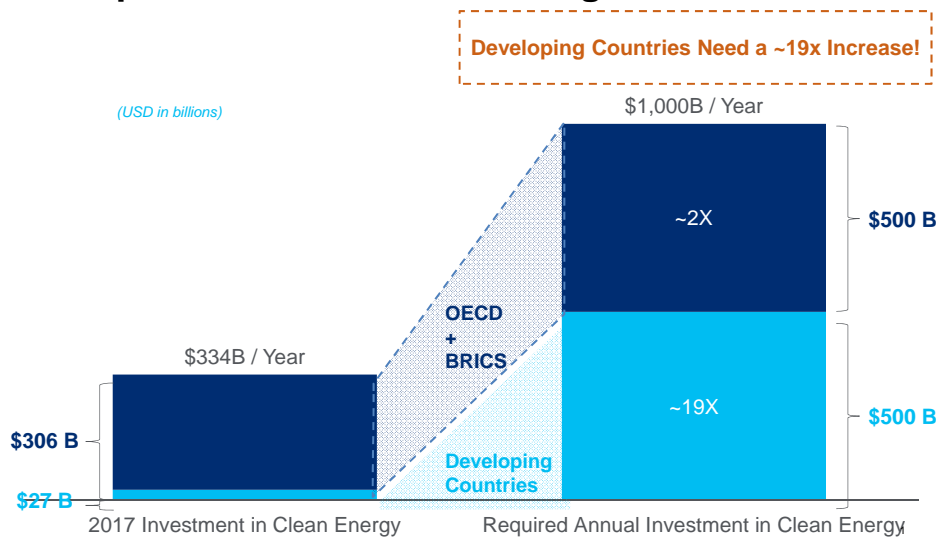 Developing Countries Need a ~19x Increase!
(USD in billions)
$1,000B / Year
~2X
$500 B
OECD
+
BRICS
$334B / Year
~19X
$500 B
$306 B
Developing
Countries
$27 B
2017 Investment in Clean Energy
Required Annual Investment in Clean Energy